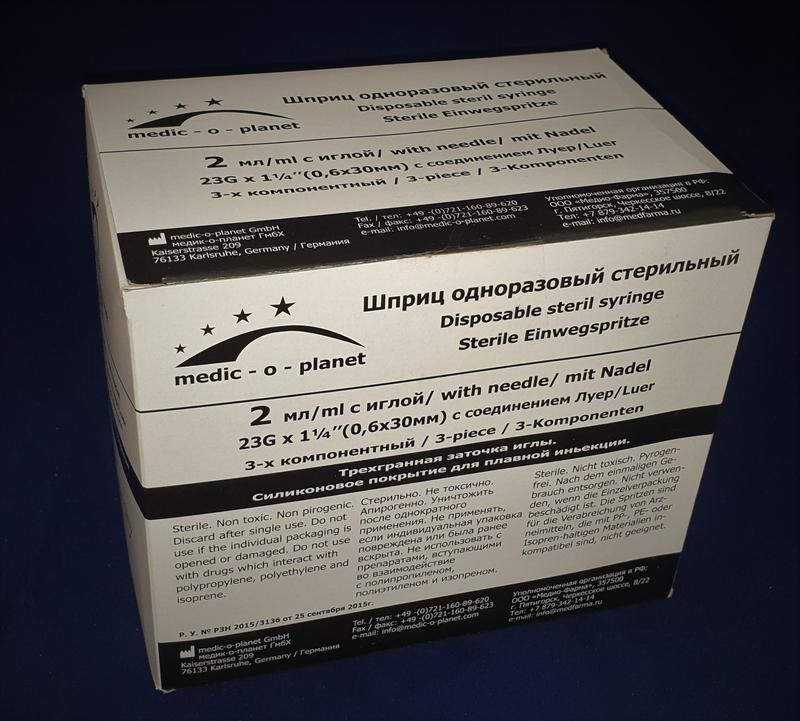 medic - o - planet
Шприц одноразовый стерильный
Disposable steril syringe
Sterile Einwegspritze
2 мл/ml с иглой/ with needle/ mit Nadel
23G x 1¼’’(0,6x30мм) с соединением Луер/Luer
3-х компонентный / 3-piece / 3-Компоnenten
medic-o-planet GmbH
медик-о-планет ГмбХ
Kaiserstrasse 209
76133 Karlsruhe, Germany / Германия
Tel. / тел: +49 -(0)721-160-89-620
Fax / факс: +49 -(0)721-160-89-623
e-mail: info@medic-o-planet.com
Уполномоченная организация в РФ:
ООО «Медио-Фарма», 357500
г. Пятигорск, Черкесское шоссе, 8/22
Тел: +7 879-342-14-14
e-mail: info@medfarma.ru
medic - o - planet
Шприц одноразовый стерильный
Disposable steril syringe
Sterile Einwegspritze
2 мл/ml с иглой/ with needle/ mit Nadel
23G x 1¼’’(0,6x30мм) с соединением Луер/Luer
3-х компонентный / 3-piece / 3-Komponenten
Трехгранная заточка иглы.
Силиконовое покрытие для плавной инъекции.
Sterile. Non toxic. Non pirogenic.
Discard after single use. Do not
use if the individual packaging is
opened or damaged. Do not use
with drugs which interact with
polypropylene, polyethylene and
isoprene.
Стерильно. Не токсично.
Апирогенно. Уничтожить
после однократного
применения. Не применять,
если индивидуальная упаковка
повреждена или была ранее
вскрыта. Не использовать с
препаратами, вступающими
во взаимодействие
с полипропиленом,
полиэтиленом и изопреном.
Sterile. Nicht toxisch. Pyrogen-
frei. Nach dem einmaligen Ge-
brauch entsorgen. Nicht verwen-
den, wenn die Einzelverpackung
beschädigt ist. Die Spritzen sind
für die Verabreichung von Arz-
neimitteln, die mit PP-, PE- oder
Isopren-haltigen Materialien in-
kompatibel sind, nicht geeignet.
Р. У. № РЗН 2015/3136 от 25 сентября 2015г.
medic-o-planet GmbH
медик-о-планет ГмбХ
Kaiserstrasse 209
76133 Karlsruhe, Germany / Германия
Tel. / тел: +49 -(0)721-160-89-620
Fax / факс: +49 -(0)721-160-89-623
e-mail: info@medic-o-planet.com
Уполномоченная организация в РФ:
ООО «Медио-Фарма», 357500
г. Пятигорск, Черкесское шоссе, 8/22
Тел: +7 879-342-14-14
e-mail: info@medfarma.ru